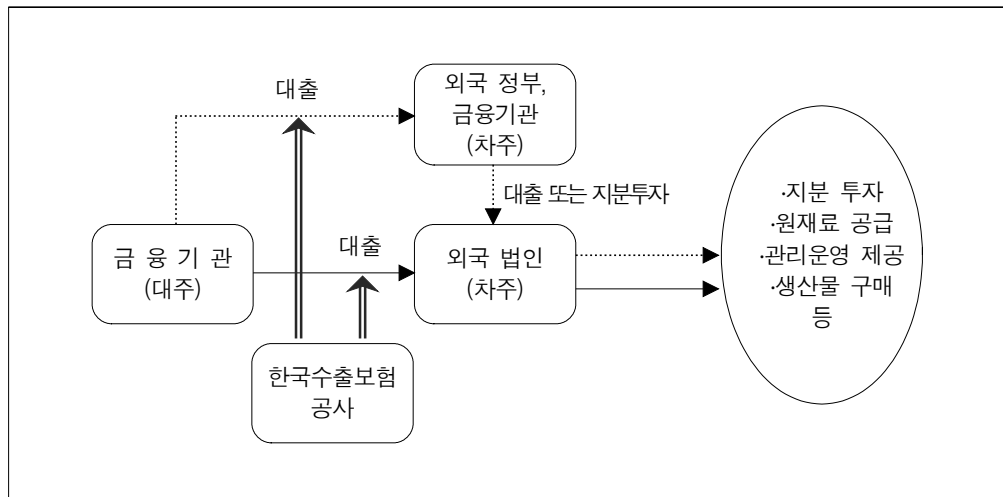 대출
외국 정부,
금융기관
(차주)
대출 또는 지분투자
금 융 기 관
(대주)
대출
외국 법인
(차주)
·지분 투자
·원재료 공급
·관리운영 제공
·생산물 구매
등
한국수출보험
공사